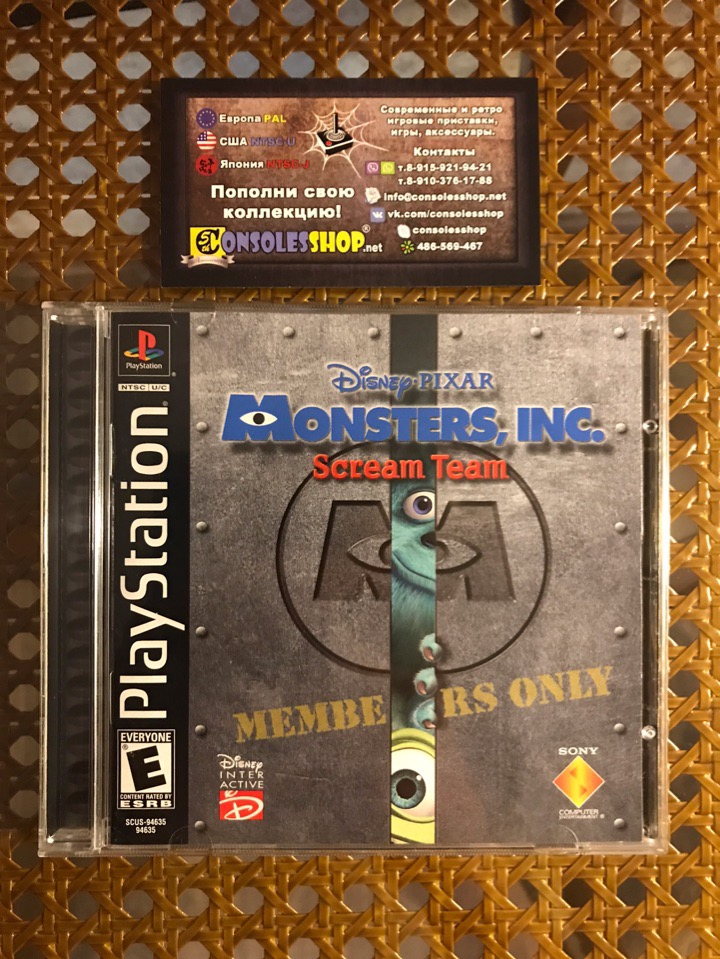 Европа PAL
США NTSC-U
Япония NTSC-J
Пополни свою
коллекцию!
CONSOLESSHOP.net
®
Современные и ретро
игровые приставки,
игры, аксессуары.
Контакты
т.8-915-921-94-21
т.8-910-376-17-88
info@consolesshop.net
vk.com/consolesshop
consolesshop
486-569-467
PlayStation
NTSC U/C
PlayStation
Disney·PIXAR
MONSTERS, INC.
Scream Team
M
MEMBERS ONLY
EVERYONE
E
®
CONTENT RATED BY
ESRB
SCUS-94635
94635
Disney
INTER
ACTIVE
D
SONY
COMPUTER
ENTERTAINMENT®